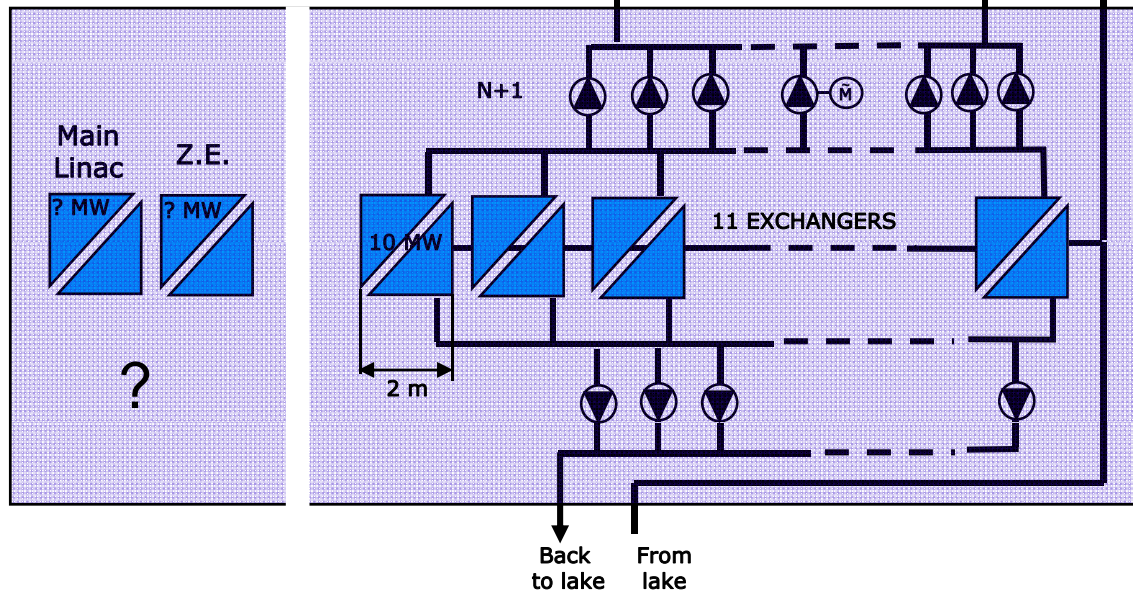 N+1
M̃
Main
Linac
Z.E.
? MW
? MW
10 MW
11 EXCHANGERS
?
2 m
Back
to lake
From
lake